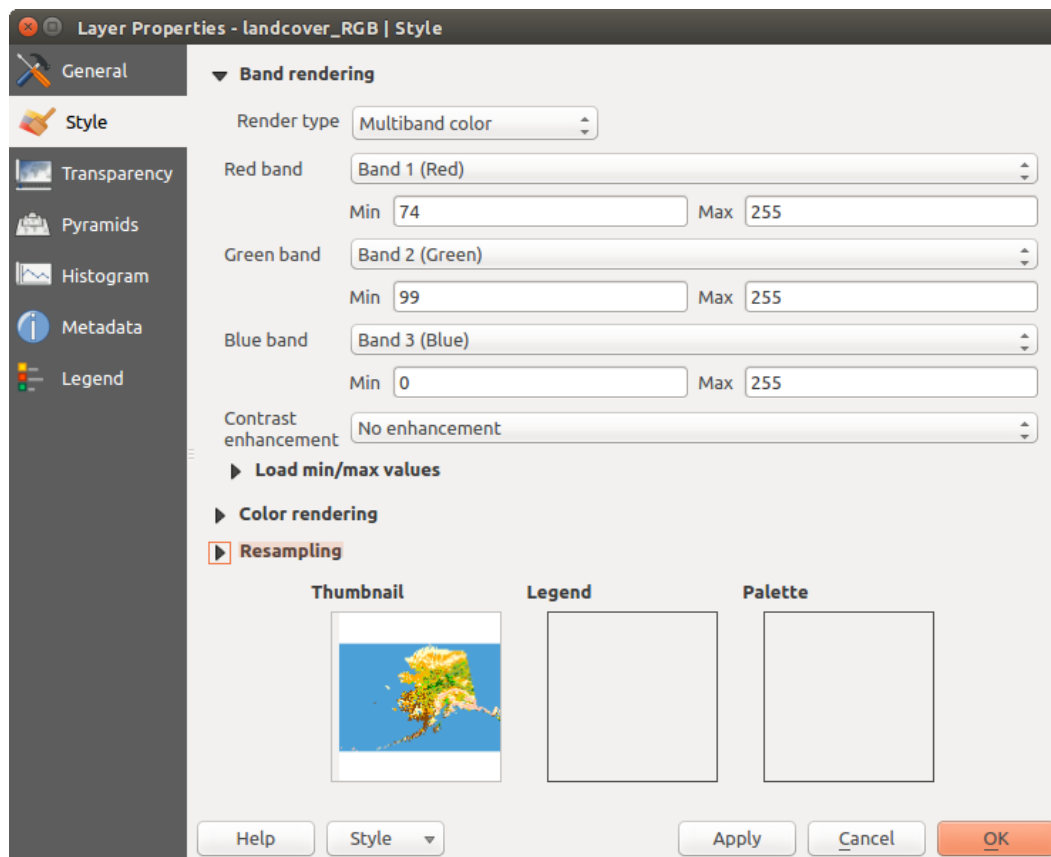 Layer Properties - landcover_RGB | Style
General
Style
Transparency
Pyramids
Histogram
Metadata
Legend
Band rendering
Render type Multiband color
Red band Band 1 (Red)
Min 74 Max 255
Green band Band 2 (Green)
Min 99 Max 255
Blue band Band 3 (Blue)
Min 0 Max 255
Contrast
enhancement No enhancement
Load min/max values
Color rendering
Resampling
Thumbnail Legend Palette
Help Style Apply Cancel OK